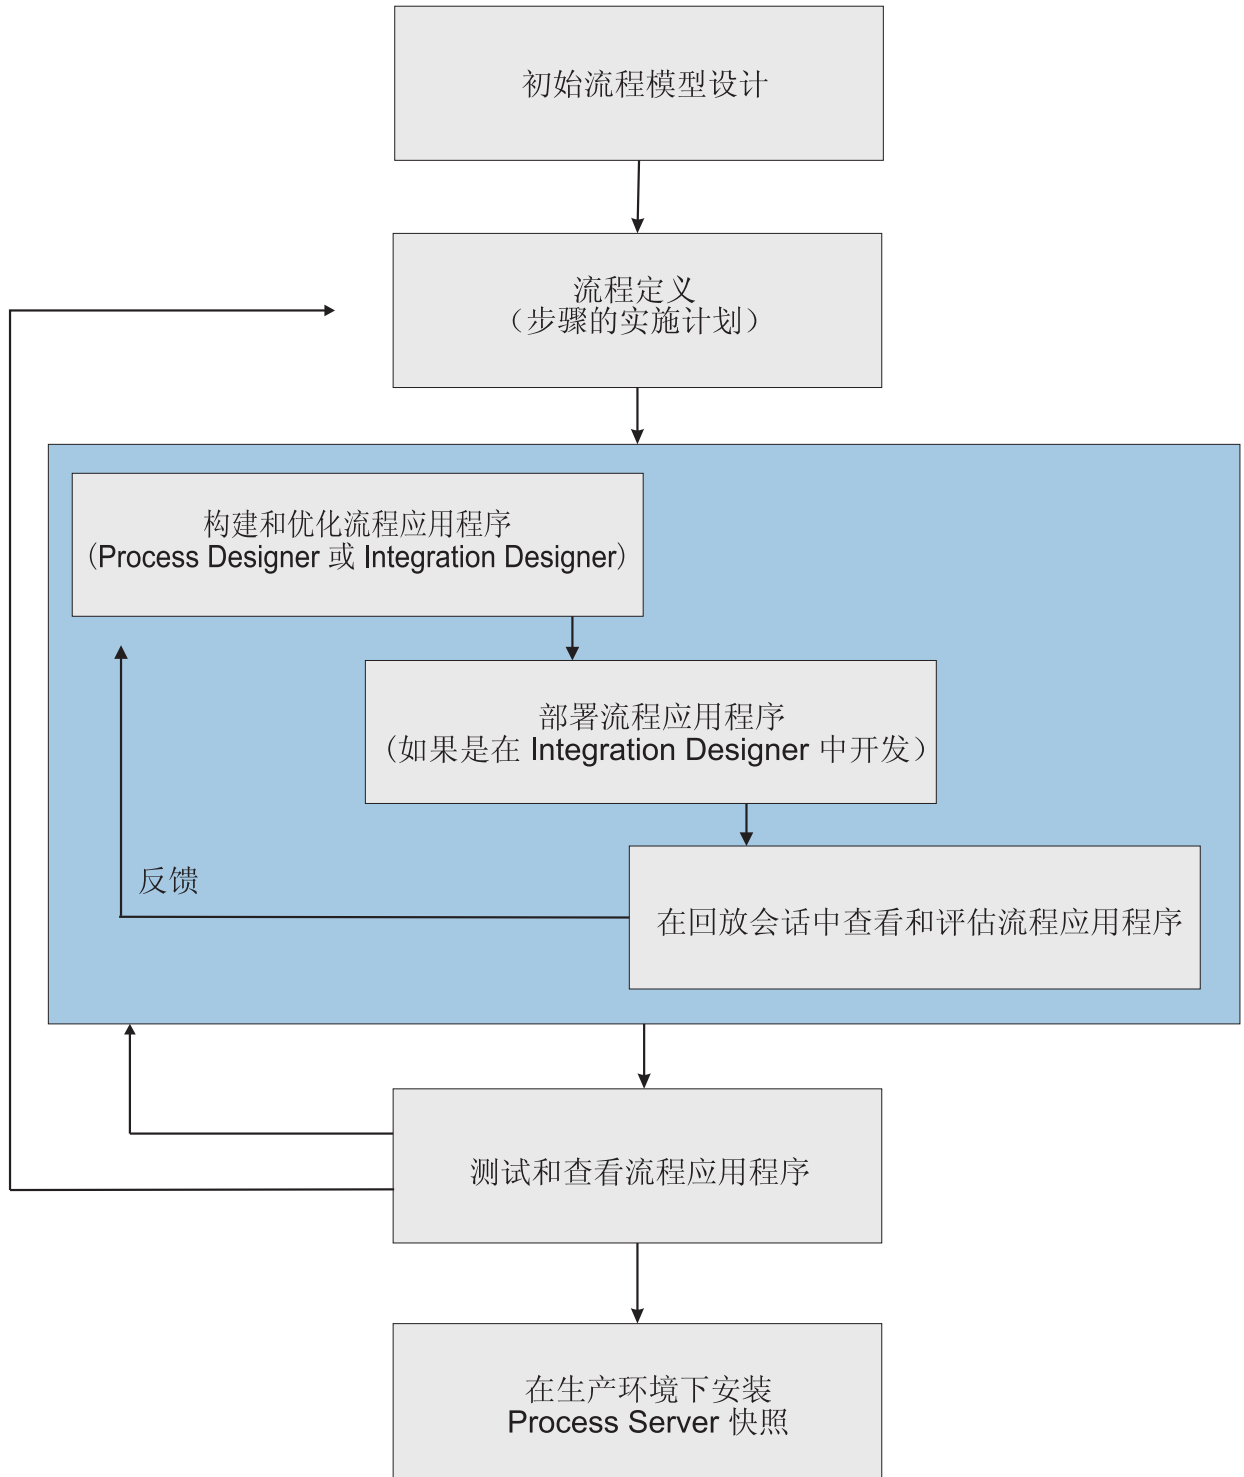 初始流程模型设计
流程定义
（步骤的实施计划）
构建和优化流程应用程序
（Process Designer 或 Integration Designer）
部署流程应用程序
（如果是在 Integration Designer 中开发）
反馈
在回放会话中查看和评估流程应用程序
测试和查看流程应用程序
在生产环境下安装
Process Server 快照